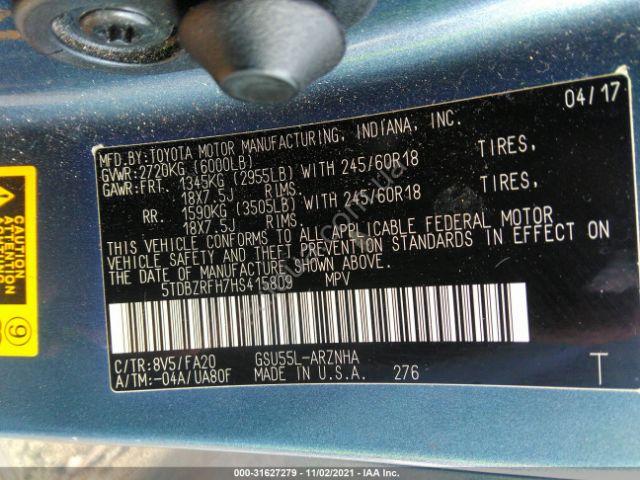 04/17
MFD.BY:TOYOTA MOTOR MANUFACTURING, INDIANA, INC.
GVWR:2720KG (6000LB)
GAWR:FRT. 1345KG (2955LB) WITH 245/60R18 TIRES,
18X7.5J RIMS.
RR. 1590KG (3505LB) WITH 245/60R18 TIRES,
18X7.5J RIMS
THIS VEHICLE CONFORMS TO ALL APPLICABLE FEDERAL MOTOR
VEHICLE SAFETY AND THEFT PREVENTION STANDARDS IN EFFECT ON
THE DATE OF MANUFACTURE SHOWN ABOVE.
5TDBZRFH7HS415809 MPV
C/TR:8V5/FA20 GSU55L-ARZNHA
A/TM:-04A/UA80F MADE IN U.S.A. 276 T
9
000-31627279 - 11/02/2021 - IAA Inc.